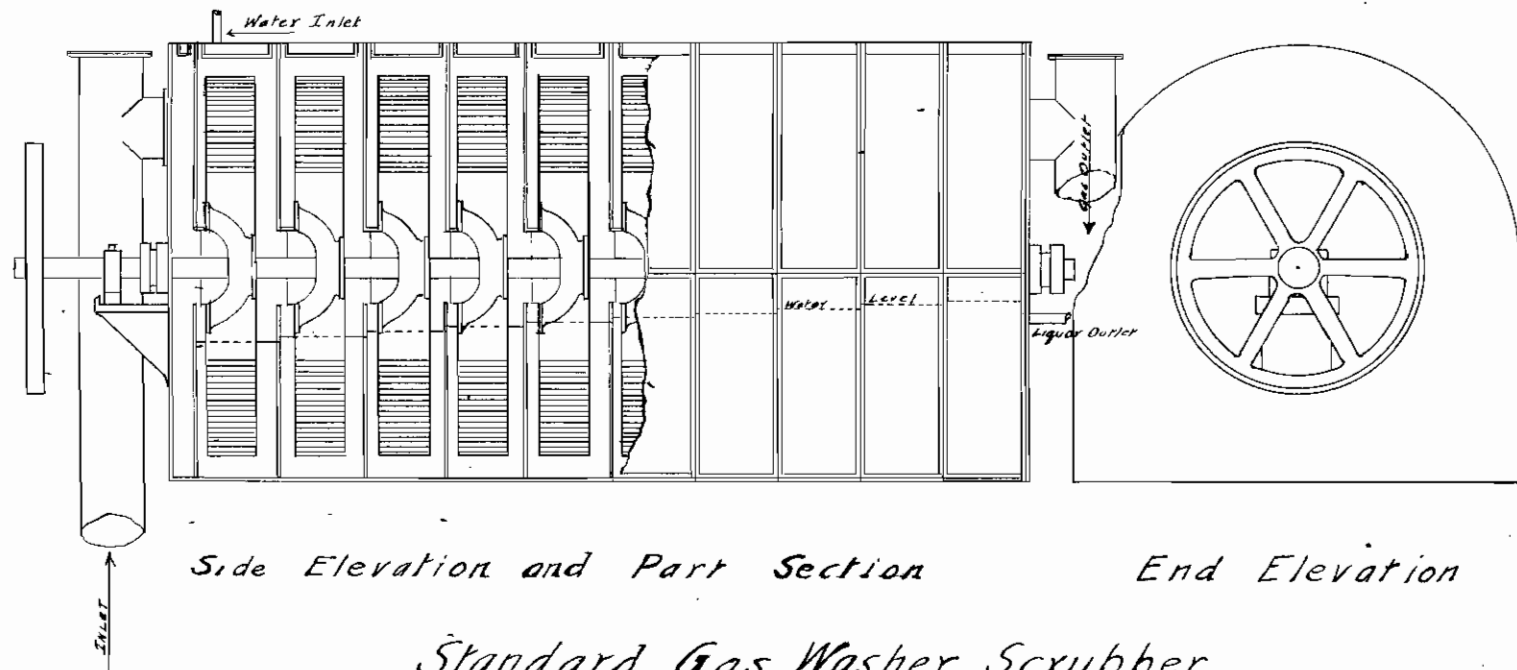 Water Inlet
Gas Outlet
Water Level
Liquor Outlet
Side Elevation and Part Section
End Elevation
INLET
Standard Gas Washer Scrubber